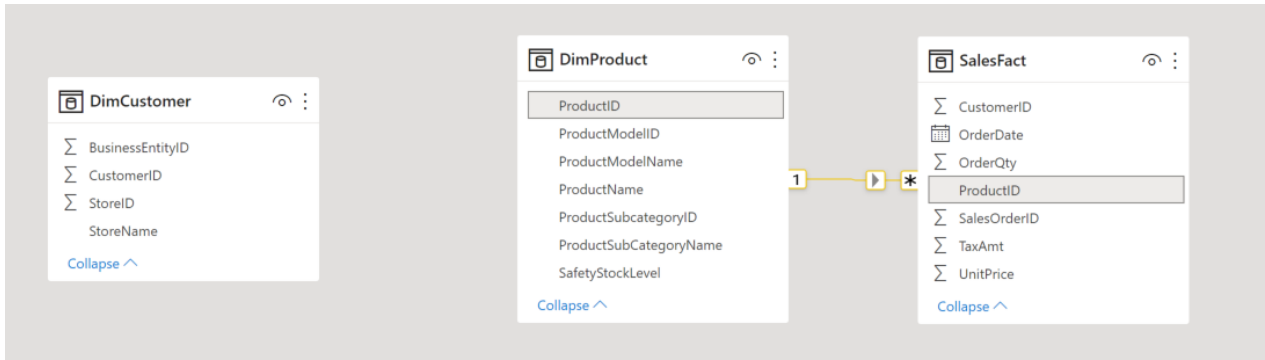 DimCustomer
Σ BusinessEntityID
Σ CustomerID
Σ StoreID
StoreName
Collapse
DimProduct
ProductID
ProductModelID
ProductModelName
ProductName
ProductSubcategoryID
ProductSubCategoryName
SafetyStockLevel
Collapse
1
*
SalesFact
Σ CustomerID
OrderDate
Σ OrderQty
ProductID
Σ SalesOrderID
Σ TaxAmt
Σ UnitPrice
Collapse